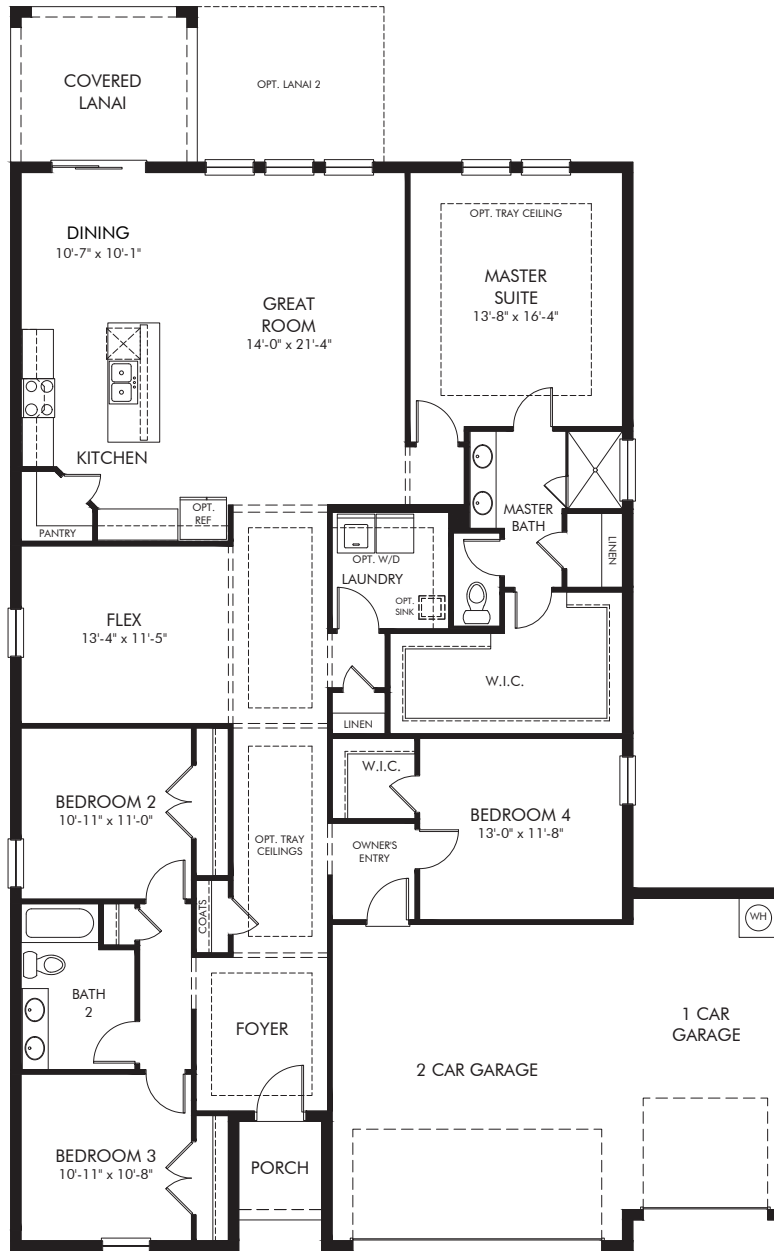 COVERED
LANAI
OPT. LANAI 2
DINING
10'-7" x 10'-1"
GREAT
ROOM
14'-0" x 21'-4"
OPT. TRAY CEILING
MASTER
SUITE
13'-8" x 16'-4"
KITCHEN
PANTRY
OPT.
REF
MASTER
BATH
LINEN
OPT. W/D
LAUNDRY
OPT.
SINK
FLEX
13'-4" x 11'-5"
W.I.C.
LINEN
W.I.C.
BEDROOM 2
10'-11" x 11'-0"
BEDROOM 4
13'-0" x 11'-8"
OPT. TRAY
CEILINGS
OWNER'S
ENTRY
COATS
WH
BATH
2
FOYER
1 CAR
GARAGE
2 CAR GARAGE
BEDROOM 3
10'-11" x 10'-8"
PORCH